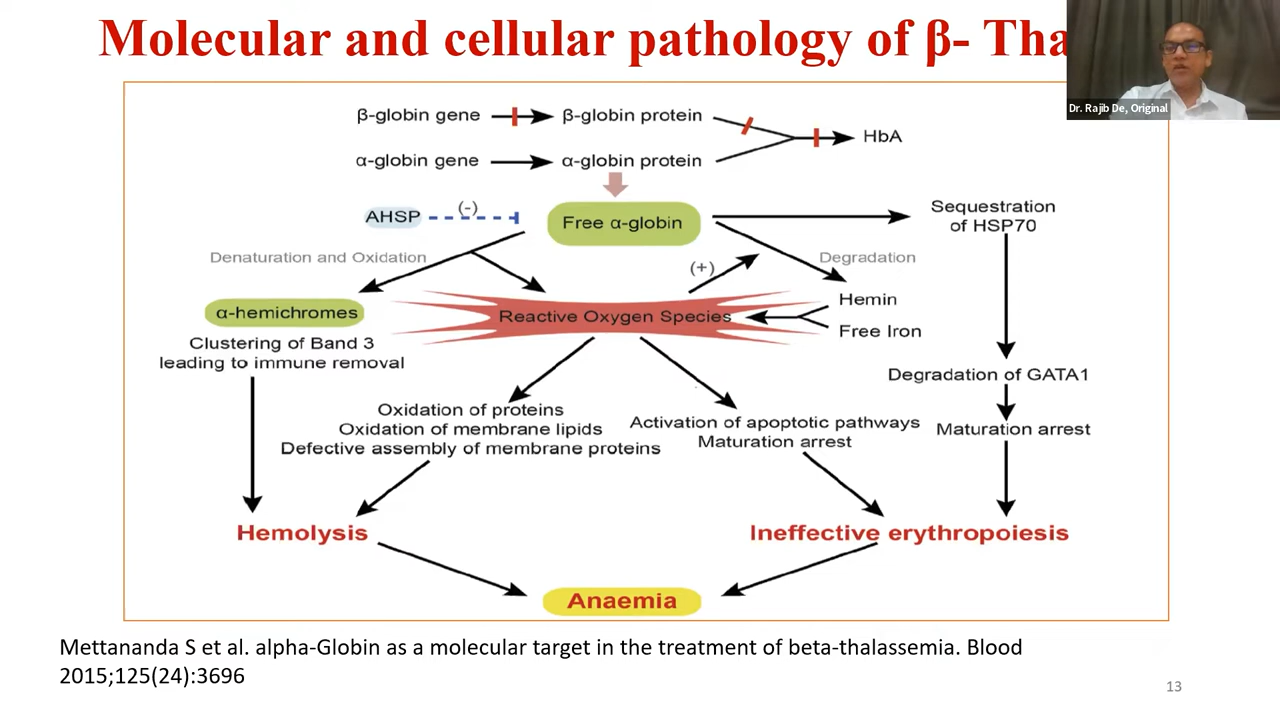 Molecular and cellular pathology of β- Tha
Dr. Rajib De, Original
β-globin gene β-globin protein
HbA
α-globin gene α-globin protein
AHSP (-) Free α-globin
Sequestration
of HSP70
Denaturation and Oxidation
(+)
Degradation
α-hemichromes
Reactive Oxygen Species
Hemin
Free Iron
Clustering of Band 3
leading to immune removal
Degradation of GATA1
Oxidation of proteins
Oxidation of membrane lipids
Defective assembly of membrane proteins
Activation of apoptotic pathways
Maturation arrest
Maturation arrest
Hemolysis
Ineffective erythropoiesis
Anaemia
Mettananda S et al. alpha-Globin as a molecular target in the treatment of beta-thalassemia. Blood
2015;125(24):3696
13